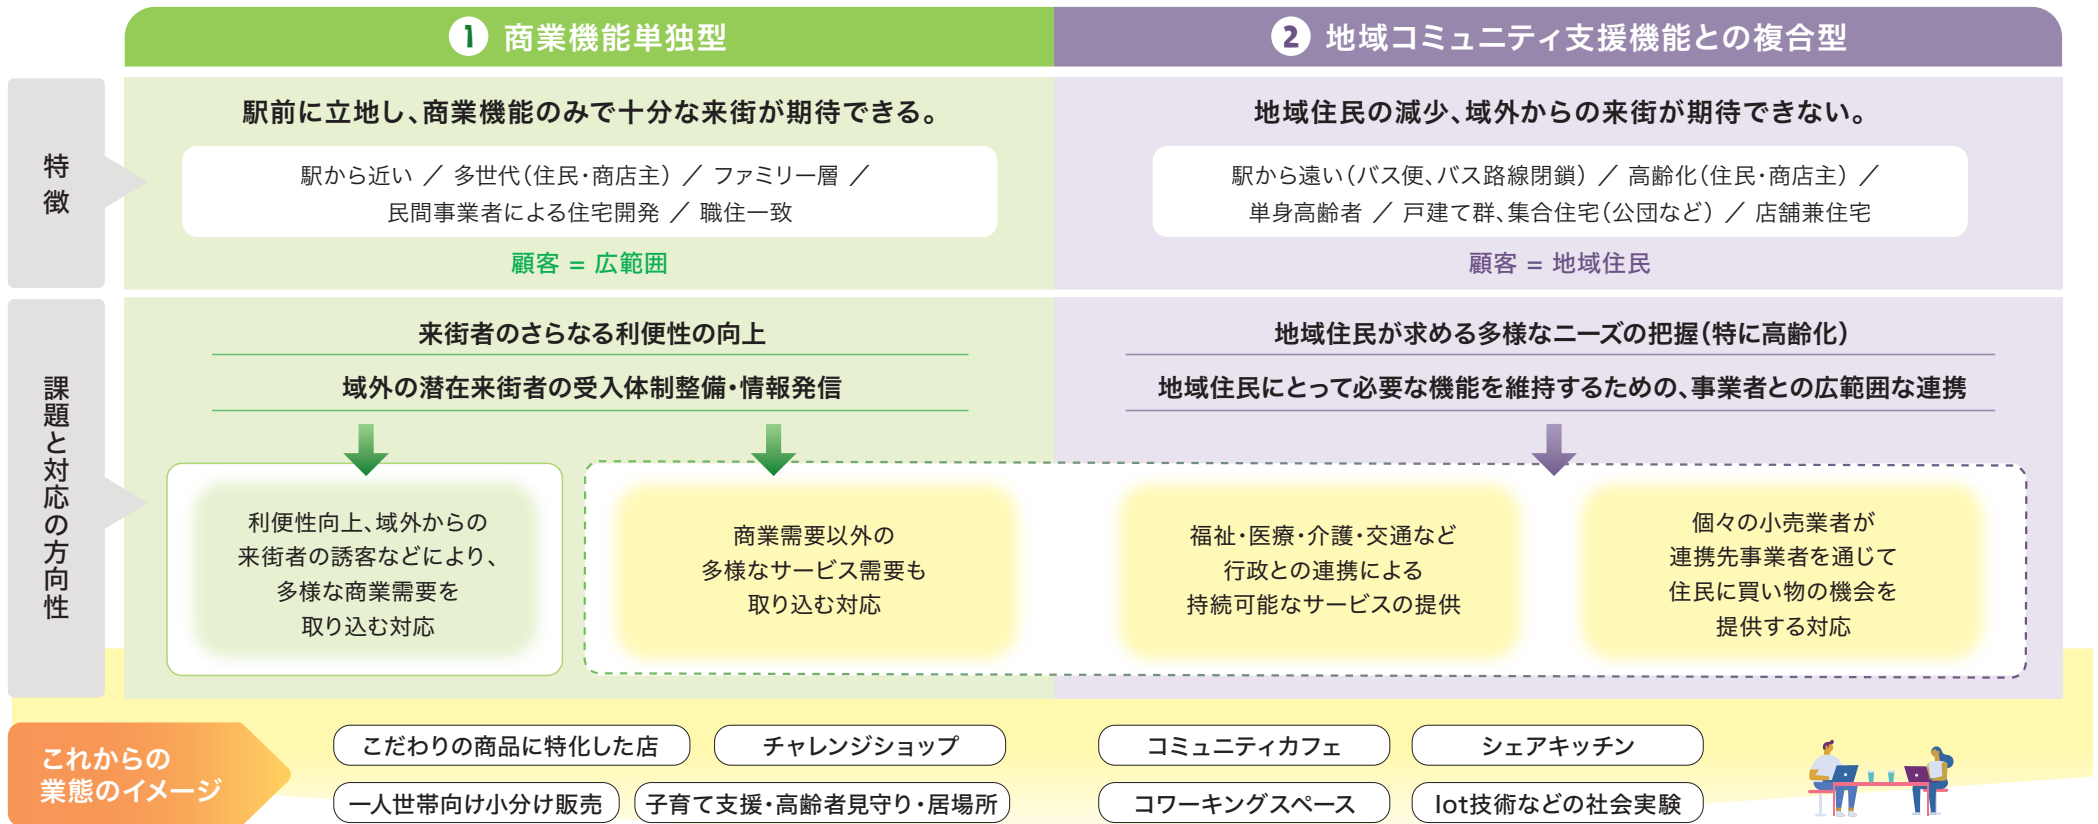 1 商業機能単独型
2 地域コミュニティ支援機能との複合型
特徴
駅前に立地し、商業機能のみで十分な来街が期待できる。
駅から近い ／ 多世代（住民・商店主） ／ ファミリー層 ／
民間事業者による住宅開発 ／ 職住一致
顧客 = 広範囲
地域住民の減少、域外からの来街が期待できない。
駅から遠い（バス便、バス路線閉鎖） ／ 高齢化（住民・商店主） ／
単身高齢者 ／ 戸建て群、集合住宅（公団など） ／ 店舗兼住宅
顧客 = 地域住民
課題と対応の方向性
来街者のさらなる利便性の向上
域外の潜在来街者の受入体制整備・情報発信
地域住民が求める多様なニーズの把握（特に高齢化）
地域住民にとって必要な機能を維持するための、事業者との広範囲な連携
利便性向上、域外からの
来街者の誘客などにより、
多様な商業需要を
取り込む対応
商業需要以外の
多様なサービス需要も
取り込む対応
福祉・医療・介護・交通など
行政との連携による
持続可能なサービスの提供
個々の小売業者が
連携先事業者を通じて
住民に買い物の機会を
提供する対応
これからの
業態のイメージ
こだわりの商品に特化した店
チャレンジショップ
コミュニティカフェ
シェアキッチン
一人世帯向け小分け販売
子育て支援・高齢者見守り・居場所
コワーキングスペース
Iot技術などの社会実験